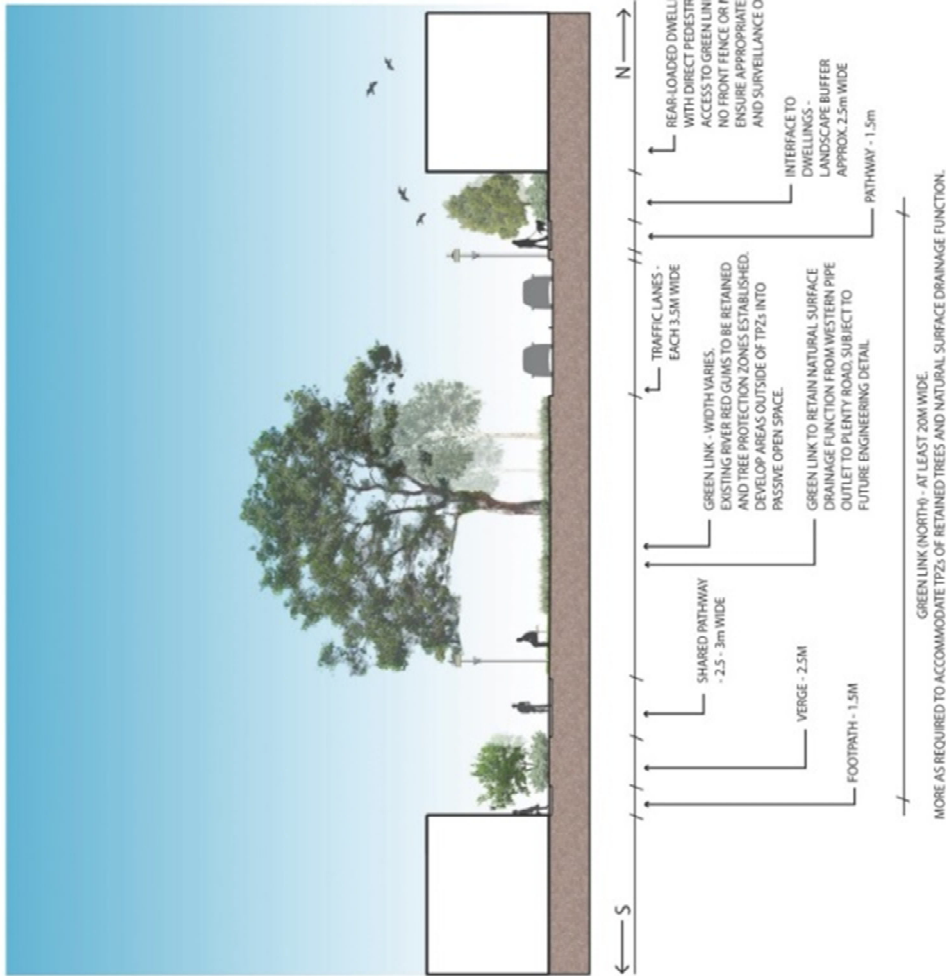 S
N
FOOTPATH - 1.5M
VERGE - 2.5M
SHARED PATHWAY
- 2.5 - 3m WIDE
GREEN LINK - WIDTH VARIES.
EXISTING RIVER RED GUMS TO BE RETAINED
AND TREE PROTECTION ZONES ESTABLISHED.
DEVELOP AREAS OUTSIDE OF TPZs INTO
PASSIVE OPEN SPACE.
GREEN LINK TO RETAIN NATURAL SURFACE
DRAINAGE FUNCTION FROM WESTERN PIPE
OUTLET TO PLENTY ROAD, SUBJECT TO
FUTURE ENGINEERING DETAIL
TRAFFIC LANES -
EACH 3.5M WIDE
PATHWAY - 1.5m
INTERFACE TO
DWELLINGS -
LANDSCAPE BUFFER
APPROX. 2.5m WIDE
REAR-LOADED
WITH DIRECT
ACCESS TO GREEN
NO FRONT FENCE OR
ENSURE APPROPRIATE
AND SURVEILLANCE
GREEN LINK (NORTH) - AT LEAST 20M WIDE.
MORE AS REQUIRED TO ACCOMMODATE TPZs OF RETAINED TREES AND NATURAL SURFACE DRAINAGE FUNCTION.